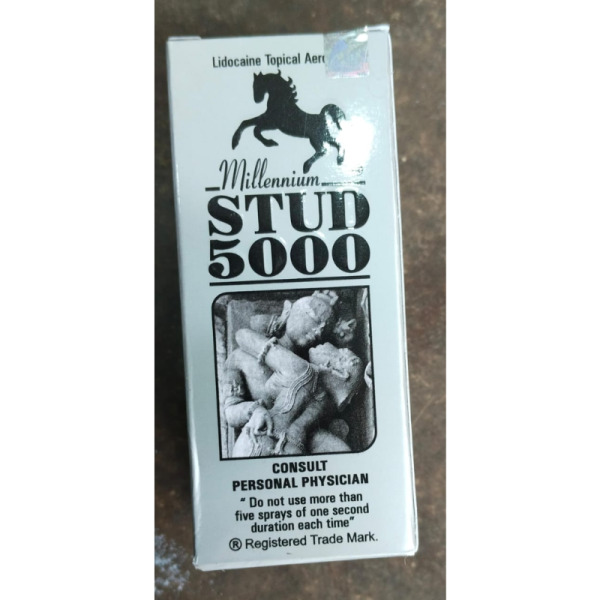 Lidocaine Topical
Millennium
STUD
5000
CONSULT
PERSONAL PHYSICIAN
" Do not use more than
five sprays of one second
duration each time"
® Registered Trade Mark.